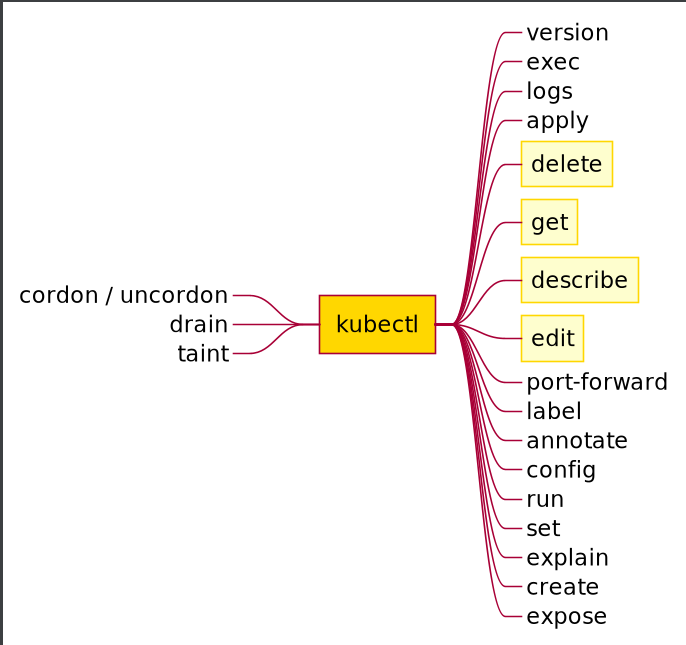 cordon / uncordon
drain
taint
kubectl
version
exec
logs
apply
delete
get
describe
edit
port-forward
label
annotate
config
run
set
explain
create
expose